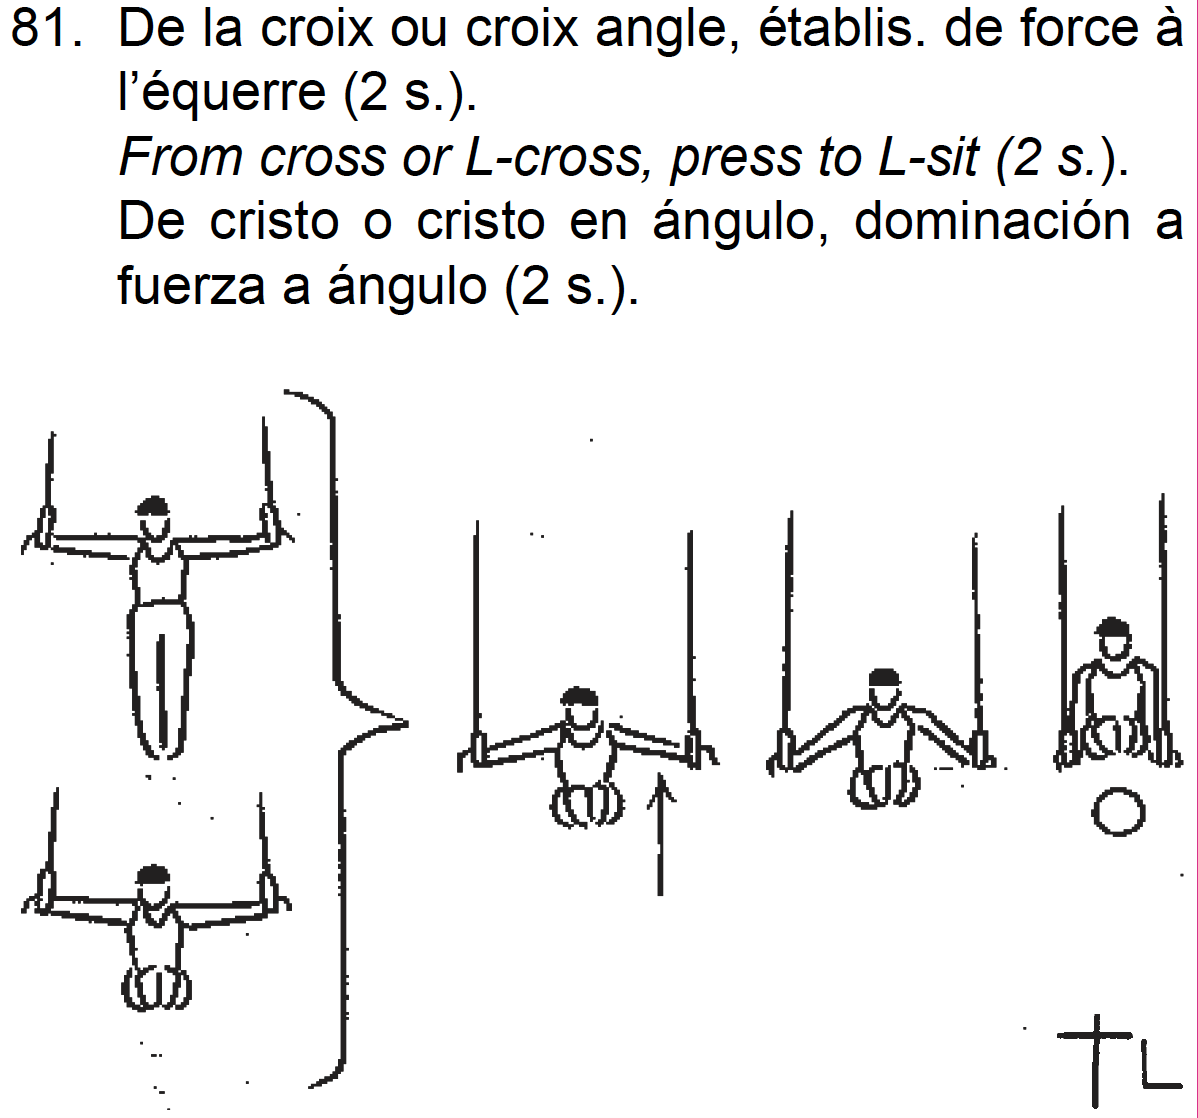 81. De la croix ou croix angle, établis. de force à
l’équerre (2 s.).
From cross or L-cross, press to L-sit (2 s.).
De cristo o cristo en ángulo, dominación a
fuerza a ángulo (2 s.).